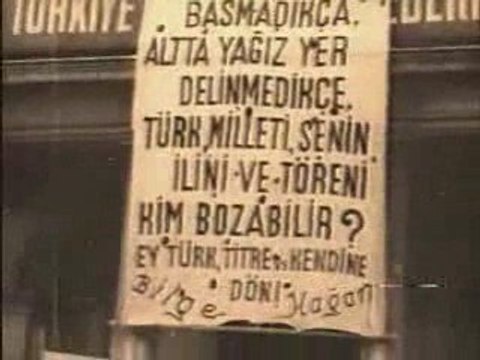 TÜRKİYE
BASMADIKÇA,
ALTTA YAĞIZ YER
DELİNMEDİKÇE,
TÜRK MİLLETİ, SENİN
İLİNİ VE TÖRENİ
KİM BOZABİLİR?
EY TÜRK, TİTRE VE KENDİNE
DÖN!
Bilge Kağan